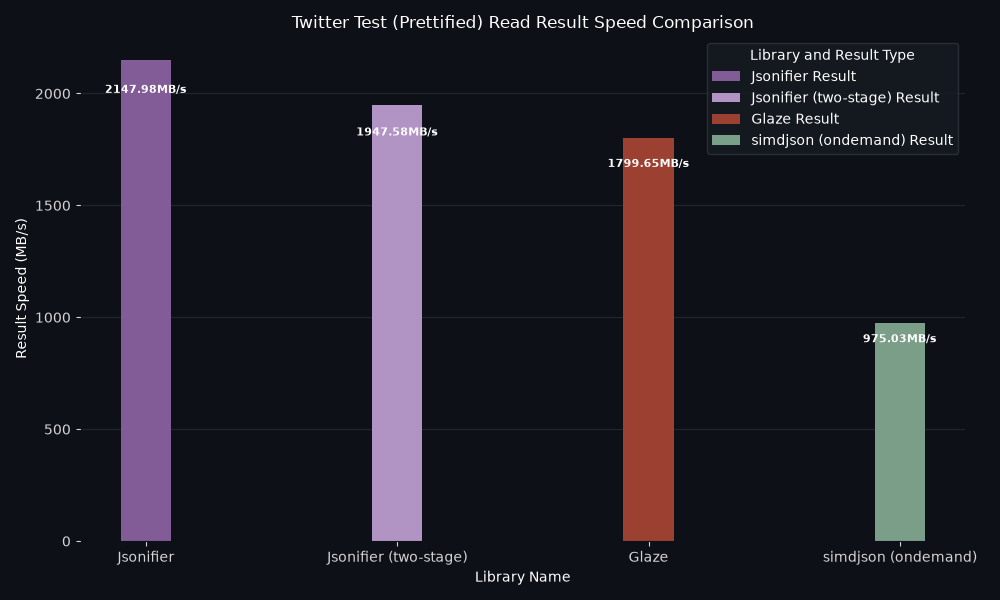 Twitter Test (Prettified) Read Result Speed Comparison
Library and Result Type
Jsonifier Result
Jsonifier (two-stage) Result
Glaze Result
simdjson (ondemand) Result
2147.98MB/s
1947.58MB/s
1799.65MB/s
975.03MB/s
Result Speed (MB/s)
2000
1500
1000
500
0
Jsonifier
Jsonifier (two-stage)
Glaze
simdjson (ondemand)
Library Name